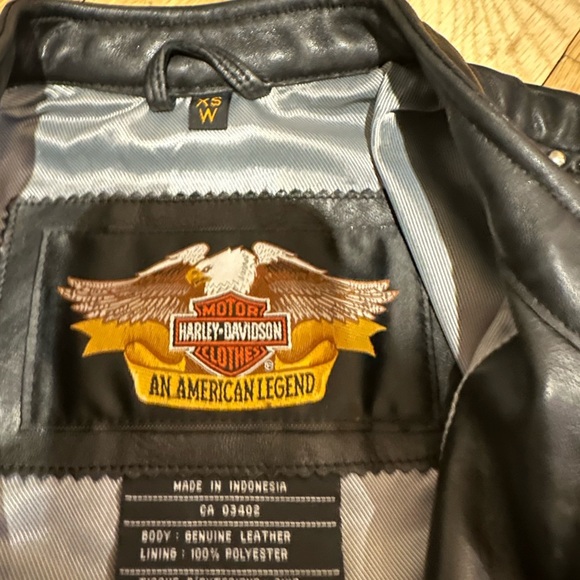 XS
W
MOTOR
HARLEY-DAVIDSON
CLOTHES
®
AN AMERICAN LEGEND
MADE IN INDONESIA
CA 03402
BODY : GENUINE LEATHER
LINING : 100% POLYESTER